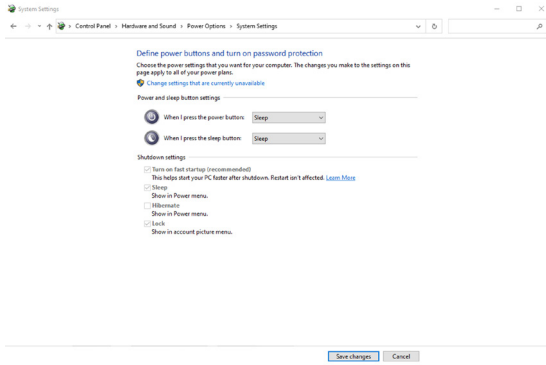 System Settings
Control Panel > Hardware and Sound > Power Options > System Settings
Define power buttons and turn on password protection
Choose the power settings that you want for your computer. The changes you make to the settings on this
page apply to all of your power plans.
Change settings that are currently unavailable
Power and sleep button settings
When I press the power button: Sleep
When I press the sleep button: Sleep
Shutdown settings
Turn on fast startup (recommended)
This helps start your PC faster after shutdown. Restart isn't affected. Learn More
Sleep
Show in Power menu.
Hibernate
Show in Power menu.
Lock
Show in account picture menu.
Save changes Cancel